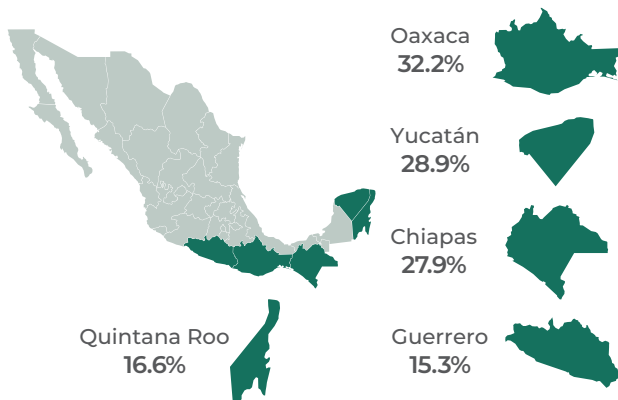 Oaxaca
32.2%
Yucatán
28.9%
Chiapas
27.9%
Quintana Roo
16.6%
Guerrero
15.3%